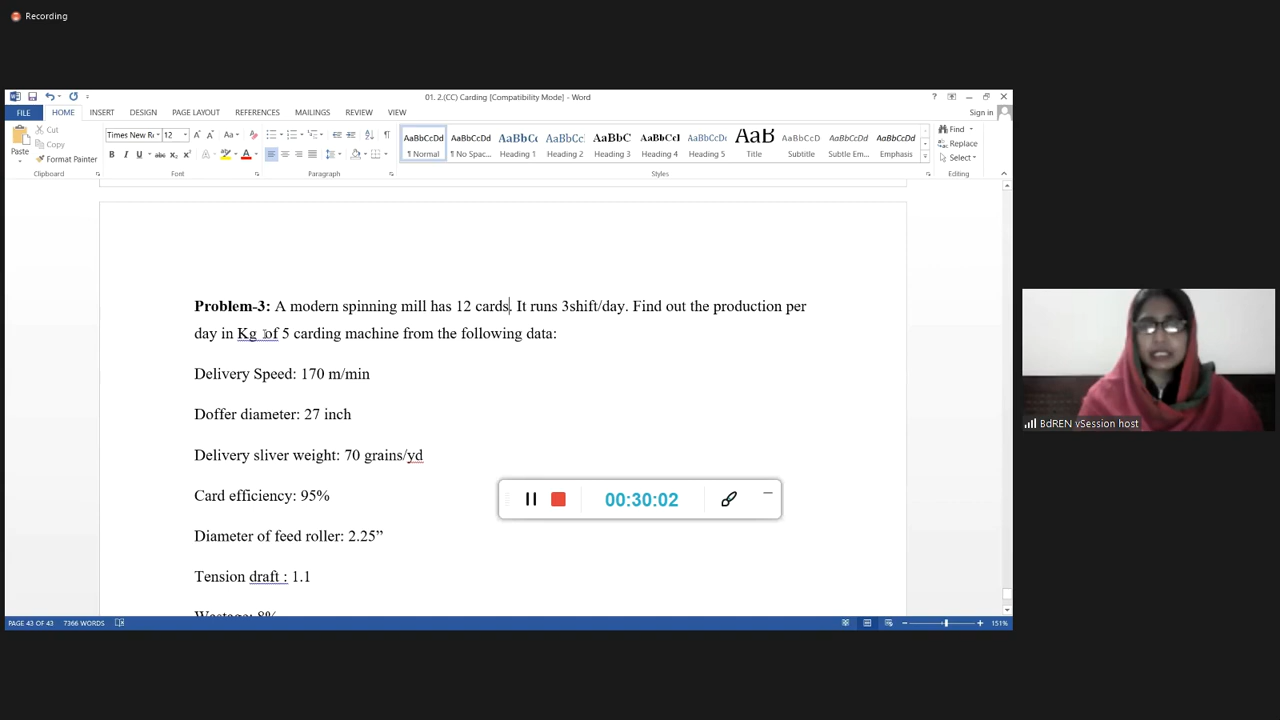 Recording
01. 2.(CC) Carding [Compatibility Mode] - Word
FILE HOME INSERT DESIGN PAGE LAYOUT REFERENCES MAILINGS REVIEW VIEW Sign in
Paste Cut Copy Format Painter
Clipboard
Times New R 12
Font
Paragraph
AaBbCcDd AaBbCcDd AaBbC AaBbCc AaBbC AaBbCcI AaBbCcDc AaB AaBbCcD AaBbCcDd AaBbCcDd
¶ Normal ¶ No Spac... Heading 1 Heading 2 Heading 3 Heading 4 Heading 5 Title Subtitle Subtle Em... Emphasis
Styles
Find
Replace
Select
Editing
Problem-3: A modern spinning mill has 12 cards. It runs 3shift/day. Find out the production per
day in Kg of 5 carding machine from the following data:
Delivery Speed: 170 m/min
Doffer diameter: 27 inch
Delivery sliver weight: 70 grains/yd
Card efficiency: 95%
Diameter of feed roller: 2.25”
Tension draft : 1.1
Wastage: 8%
00:30:02
BdREN vSession host
PAGE 43 OF 43 7366 WORDS 151%